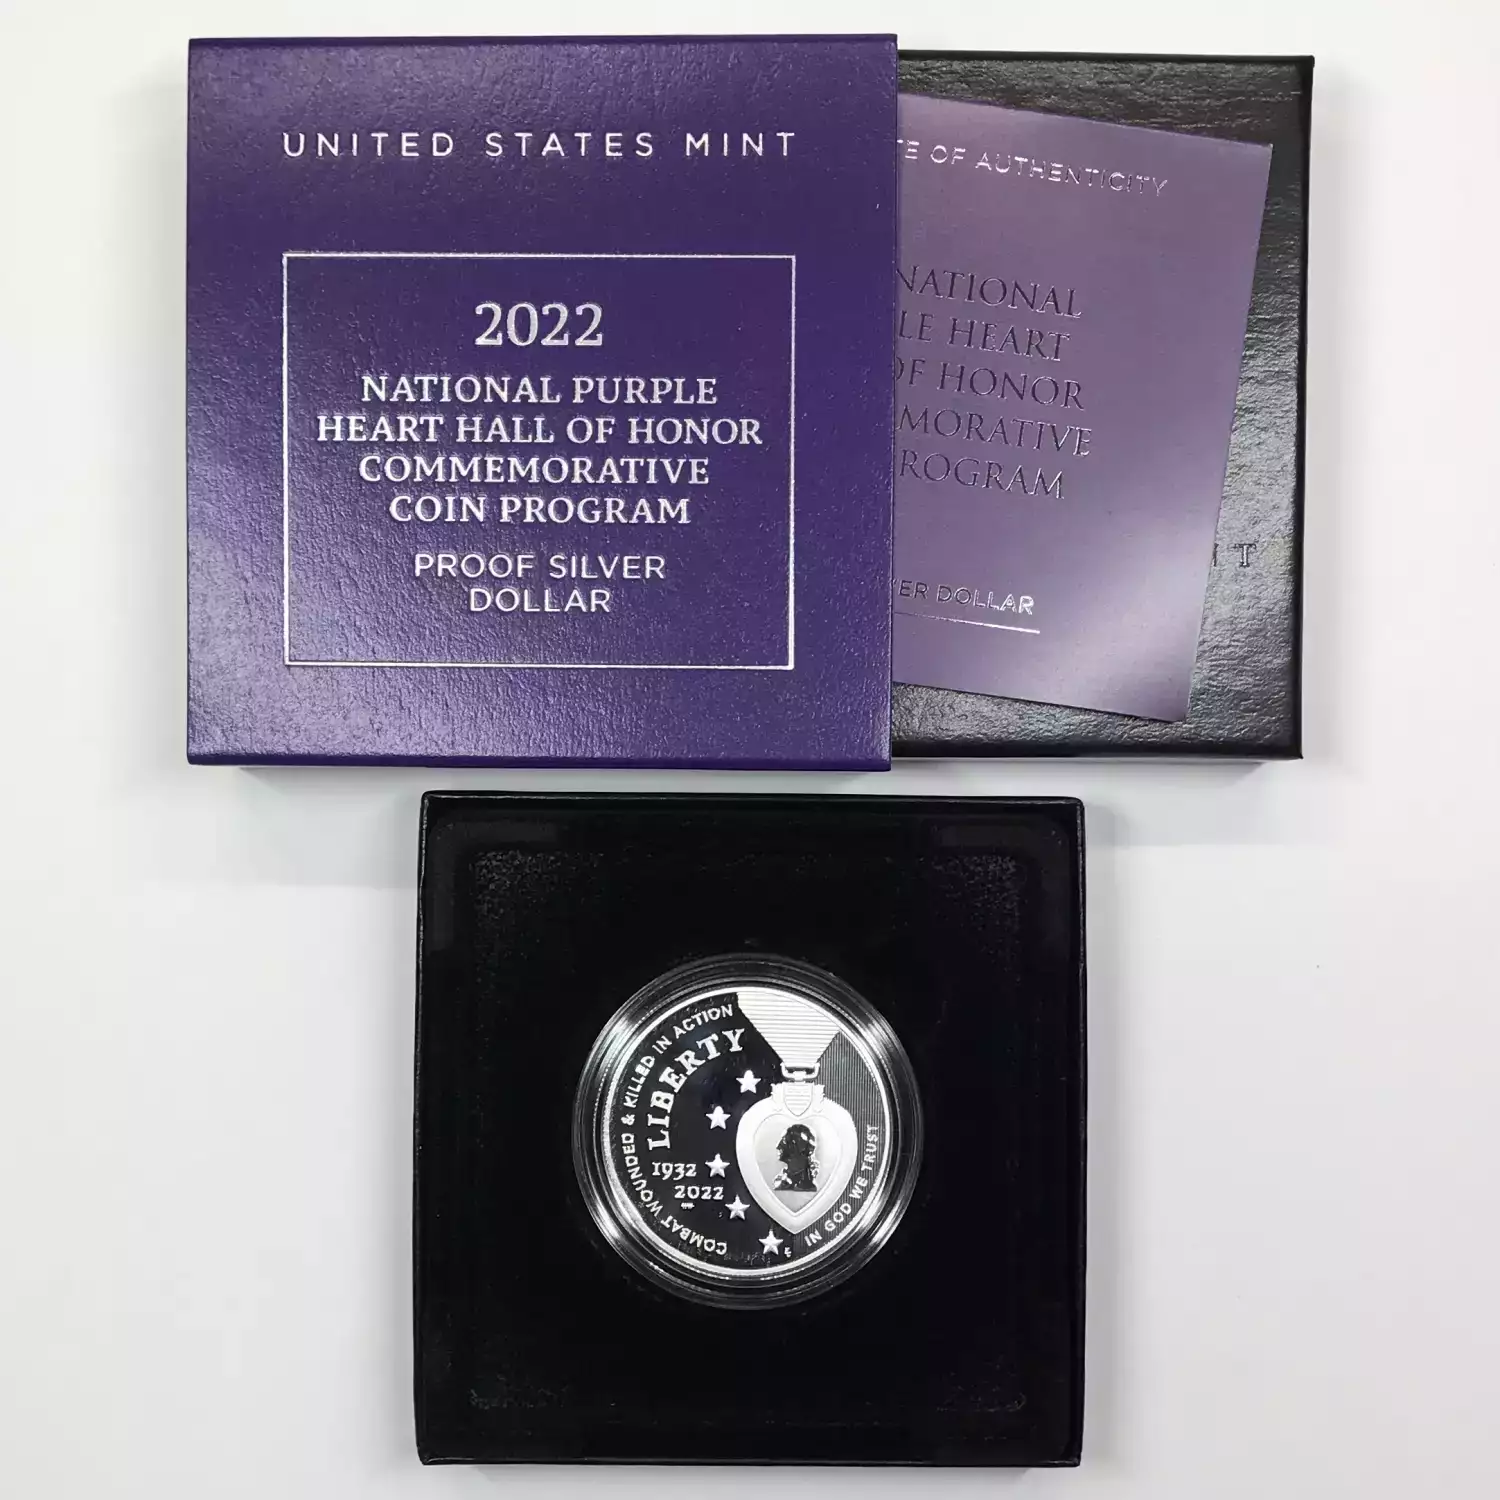 UNITED STATES MINT
2022
NATIONAL PURPLE
HEART HALL OF HONOR
COMMEMORATIVE
COIN PROGRAM
PROOF SILVER
DOLLAR
TE OF AUTHENTICITY
NATIONAL
LE HEART
OF HONOR
MORATIVE
ROGRAM
VER DOLLAR
NT
COMBAT WOUNDED & KILLED IN ACTION
LIBERTY
1932
2022
IN GOD WE TRUST